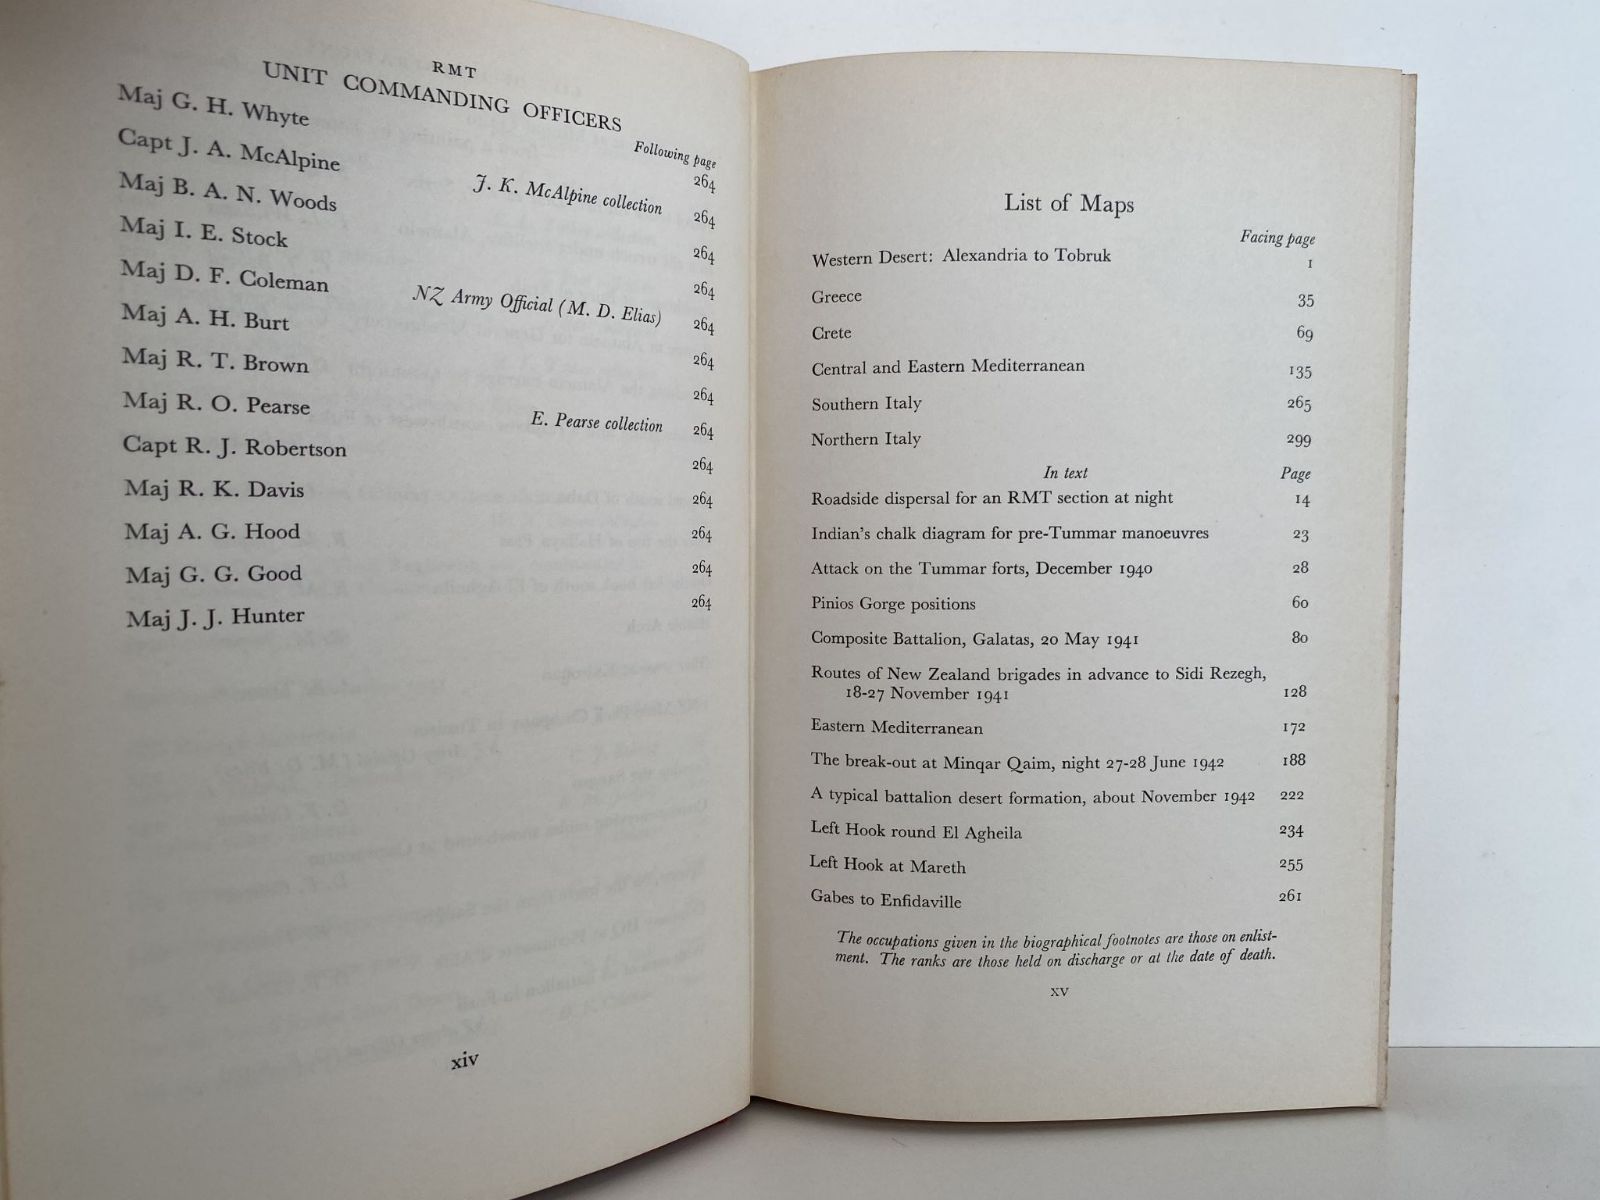 RMT
UNIT COMMANDING OFFICERS
Following page
Maj G. H. Whyte 264
Capt J. A. McAlpine J. K. McAlpine collection 264
Maj B. A. N. Woods 264
Maj I. E. Stock 264
Maj D. F. Coleman NZ Army Official (M. D. Elias) 264
Maj A. H. Burt 264
Maj R. T. Brown 264
Maj R. O. Pearse E. Pearse collection 264
Capt R. J. Robertson 264
Maj R. K. Davis 264
Maj A. G. Hood 264
Maj G. G. Good 264
Maj J. J. Hunter 264
xiv
List of Maps
Facing page
Western Desert: Alexandria to Tobruk 1
Greece 35
Crete 69
Central and Eastern Mediterranean 135
Southern Italy 265
Northern Italy 299
In text Page
Roadside dispersal for an RMT section at night 14
Indian's chalk diagram for pre-Tummar manoeuvres 23
Attack on the Tummar forts, December 1940 28
Pinios Gorge positions 60
Composite Battalion, Galatas, 20 May 1941 80
Routes of New Zealand brigades in advance to Sidi Rezegh,
18-27 November 1941 128
Eastern Mediterranean 172
The break-out at Minqar Qaim, night 27-28 June 1942 188
A typical battalion desert formation, about November 1942 222
Left Hook round El Agheila 234
Left Hook at Mareth 255
Gabes to Enfidaville 261
The occupations given in the biographical footnotes are those on enlist-
ment. The ranks are those held on discharge or at the date of death.
xv